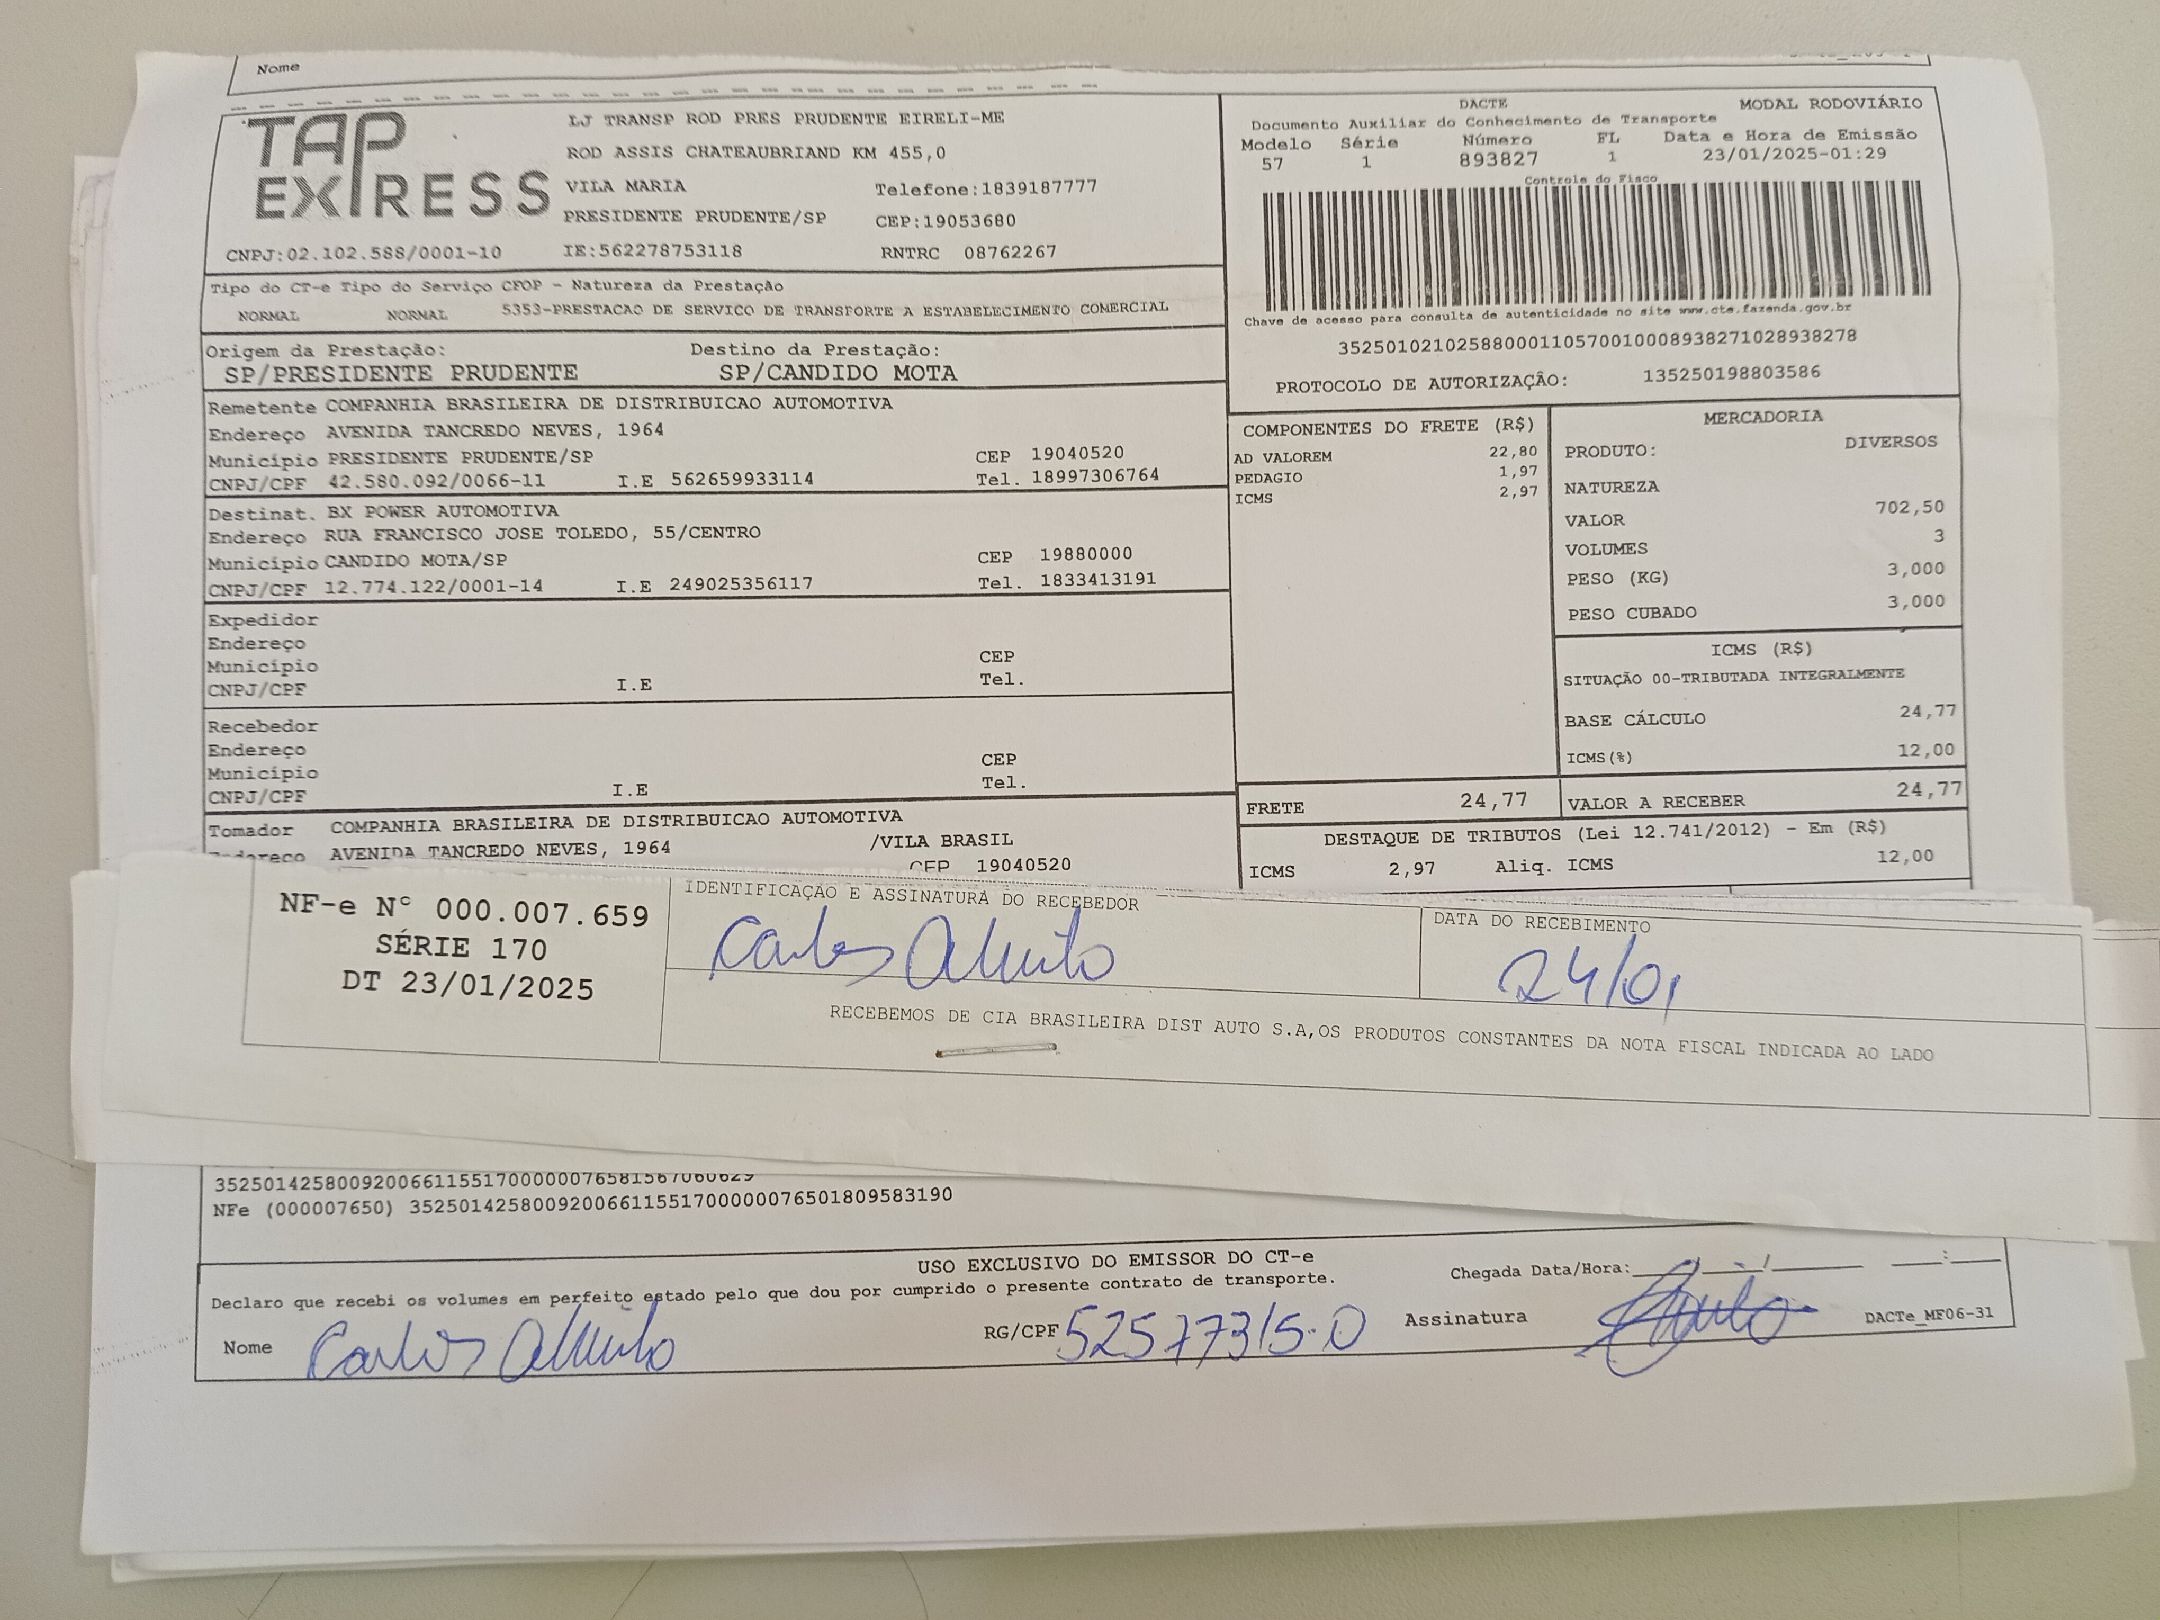 Nome
TAP EXPRESS
LJ TRANSP ROD PRES PRUDENTE EIRELI-ME
ROD ASSIS CHATEAUBRIAND KM 455,0
VILA MARIA Telefone:1839187777
PRESIDENTE PRUDENTE/SP CEP:19053680
CNPJ:02.102.588/0001-10 IE:562278753118 RNTRC 08762267
Tipo do CT-e Tipo do Serviço CFOP - Natureza da Prestação
NORMAL NORMAL 5353-PRESTACAO DE SERVICO DE TRANSPORTE A ESTABELECIMENTO COMERCIAL
Origem da Prestação: Destino da Prestação:
SP/PRESIDENTE PRUDENTE SP/CANDIDO MOTA
Remetente COMPANHIA BRASILEIRA DE DISTRIBUICAO AUTOMOTIVA
Endereço AVENIDA TANCREDO NEVES, 1964
Município PRESIDENTE PRUDENTE/SP CEP 19040520
CNPJ/CPF 42.580.092/0066-11 I.E 562659933114 Tel. 18997306764
Destinat. BX POWER AUTOMOTIVA
Endereço RUA FRANCISCO JOSE TOLEDO, 55/CENTRO
Município CANDIDO MOTA/SP CEP 19880000
CNPJ/CPF 12.774.122/0001-14 I.E 249025356117 Tel. 1833413191
Expedidor
Endereço
Município CEP
CNPJ/CPF I.E Tel.
Recebedor
Endereço
Município CEP
CNPJ/CPF I.E Tel.
Tomador COMPANHIA BRASILEIRA DE DISTRIBUICAO AUTOMOTIVA
Endereço AVENIDA TANCREDO NEVES, 1964 /VILA BRASIL
CEP 19040520
DACTE MODAL RODOVIÁRIO
Documento Auxiliar do Conhecimento de Transporte
Modelo Série Número FL Data e Hora de Emissão
57 1 893827 1 23/01/2025-01:29
Controle do Fisco
Chave de acesso para consulta de autenticidade no site www.cte.fazenda.gov.br
35250102102588000110570010008938271028938278
PROTOCOLO DE AUTORIZAÇÂO: 135250198803586
COMPONENTES DO FRETE (R$)
AD VALOREM 22,80
PEDAGIO 1,97
ICMS 2,97
MERCADORIA
PRODUTO: DIVERSOS
NATUREZA
VALOR 702,50
VOLUMES 3
PESO (KG) 3,000
PESO CUBADO 3,000
ICMS (R$)
SITUAÇÃO 00-TRIBUTADA INTEGRALMENTE
BASE CÁLCULO 24,77
ICMS(%) 12,00
FRETE 24,77 VALOR A RECEBER 24,77
DESTAQUE DE TRIBUTOS (Lei 12.741/2012) - Em (R$)
ICMS 2,97 Aliq. ICMS 12,00
NF-e N° 000.007.659
SÉRIE 170
DT 23/01/2025
IDENTIFICAÇÃO E ASSINATURA DO RECEBEDOR
Carlos
DATA DO RECEBIMENTO
24/01
RECEBEMOS DE CIA BRASILEIRA DIST AUTO S.A,OS PRODUTOS CONSTANTES DA NOTA FISCAL INDICADA AO LADO
35250142580092006611551700000076581567060629
NFe (000007650) 35250142580092006611551700000076501809583190
USO EXCLUSIVO DO EMISSOR DO CT-e
Declaro que recebi os volumes em perfeito estado pelo que dou por cumprido o presente contrato de transporte.
Chegada Data/Hora:____/____/______ ____:____
Nome Carlos RG/CPF 52577315-0 Assinatura
DACTe_MF06-31